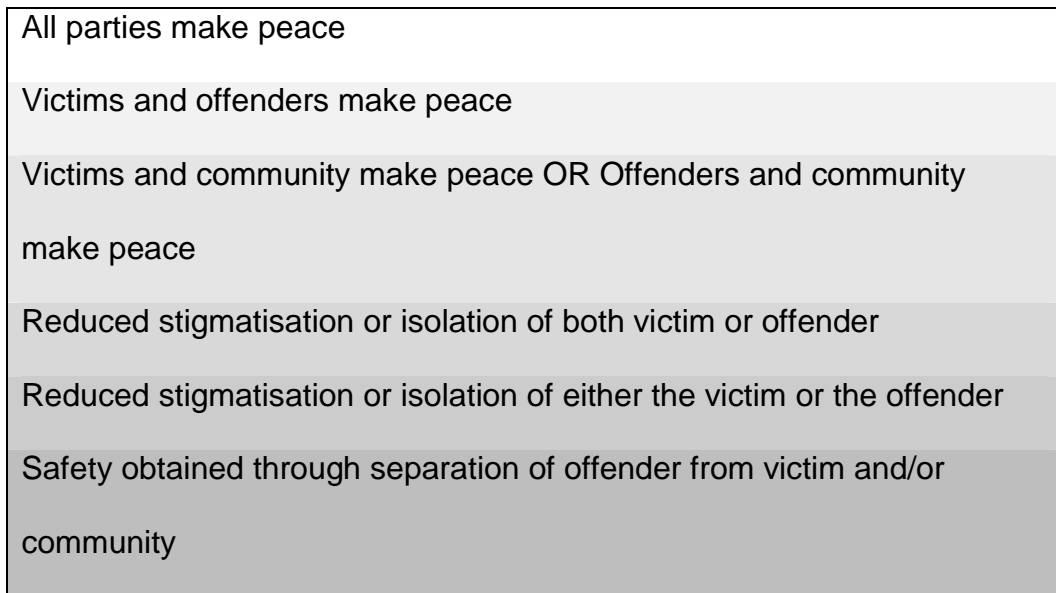 All parties make peace
Victims and offenders make peace
Victims and community make peace OR Offenders and community
make peace
Reduced stigmatisation or isolation of both victim or offender
Reduced stigmatisation or isolation of either the victim or the offender
Safety obtained through separation of offender from victim and/or
community